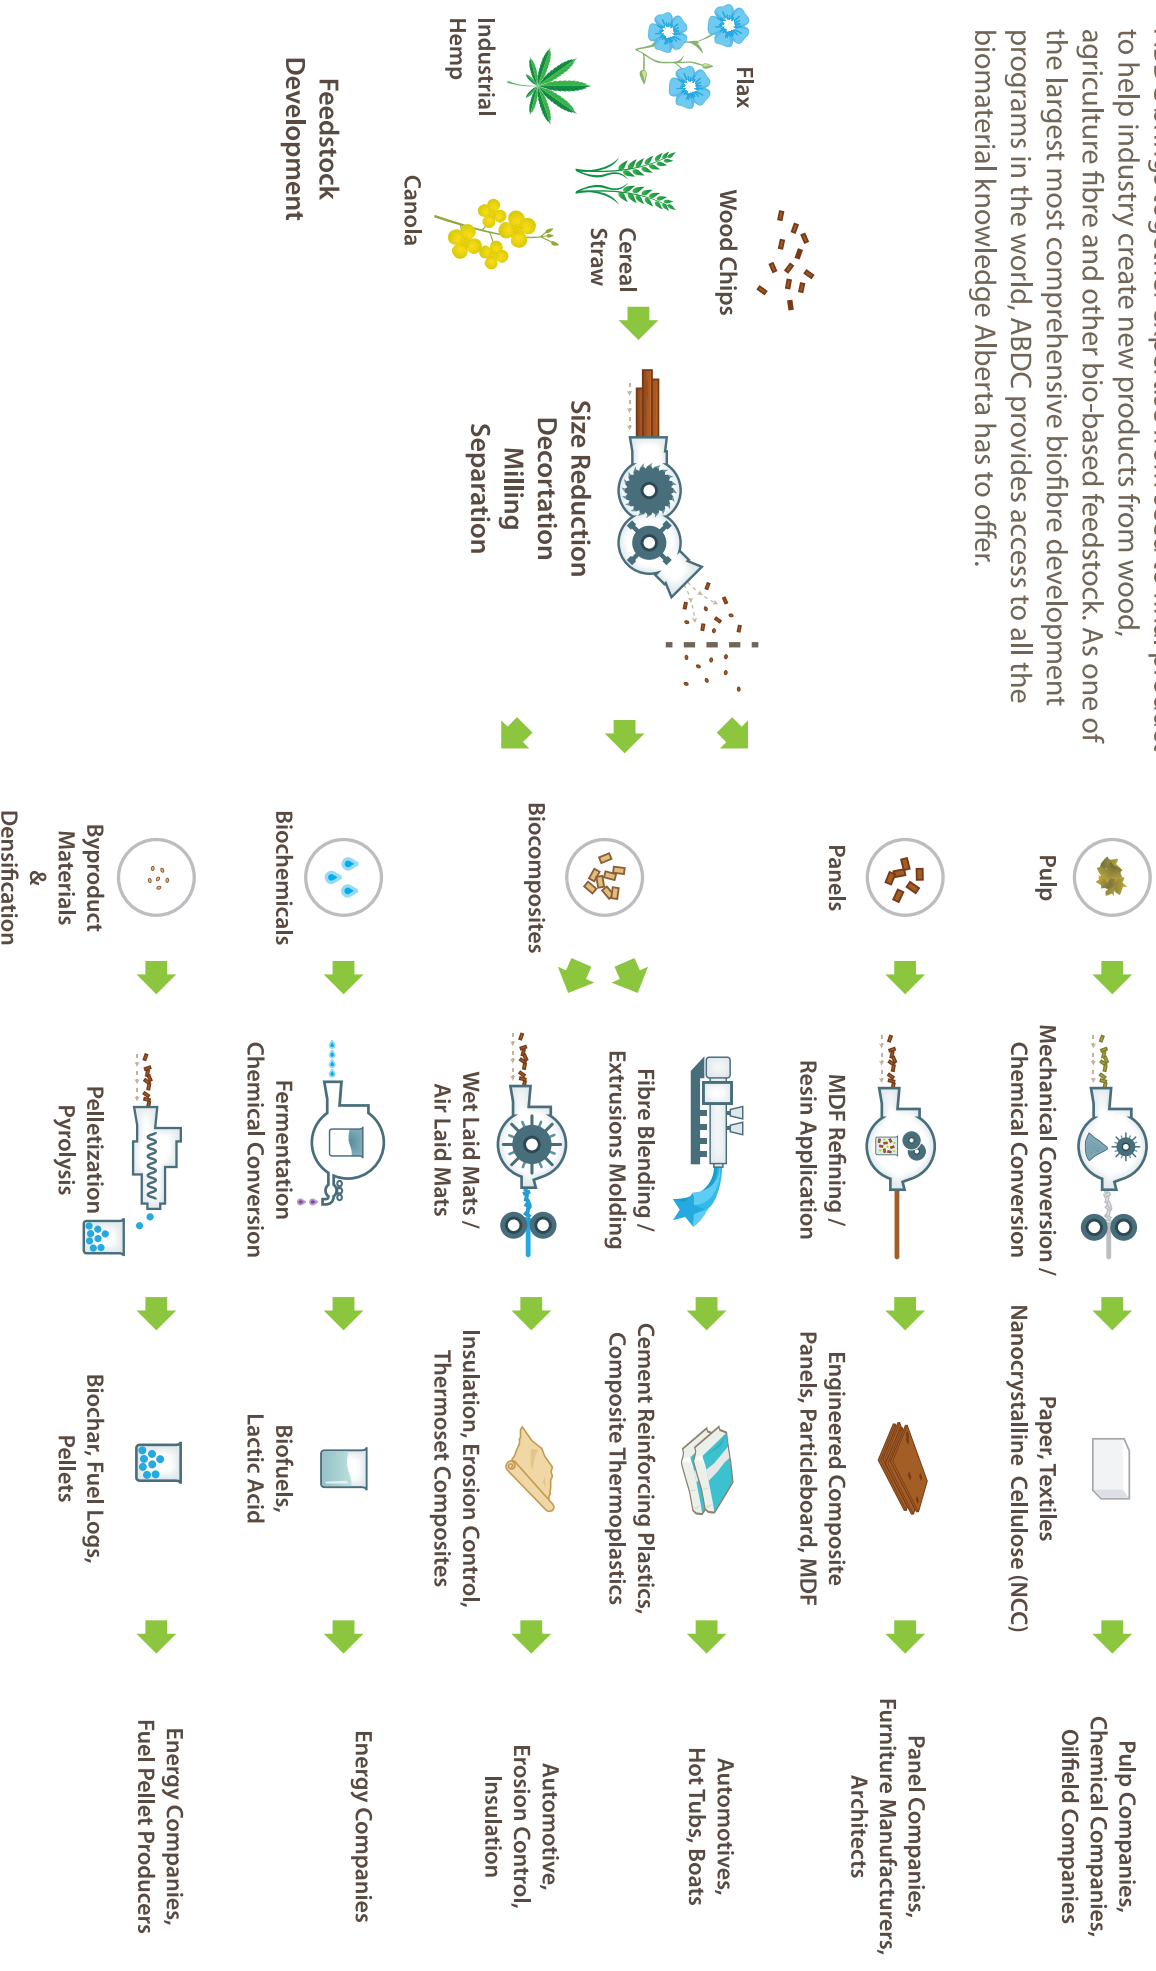 to help industry create new products from wood,
agriculture fibre and other bio-based feedstock. As one of
the largest most comprehensive biofibre development
programs in the world, ABDC provides access to all the
biomaterial knowledge Alberta has to offer.
Flax
Industrial
Hemp
Wood Chips
Cereal
Straw
Canola
Feedstock
Development
Size Reduction
Decortation
Milling
Separation
Pulp
Mechanical Conversion /
Chemical Conversion
Paper, Textiles
Nanocrystalline Cellulose (NCC)
Pulp Companies,
Chemical Companies,
Oilfield Companies
Panels
MDF Refining /
Resin Application
Engineered Composite
Panels, Particleboard, MDF
Panel Companies,
Furniture Manufacturers,
Architects
Biocomposites
Fibre Blending /
Extrusions Molding
Cement Reinforcing Plastics,
Composite Thermoplastics
Automotives,
Hot Tubs, Boats
Wet Laid Mats /
Air Laid Mats
Insulation, Erosion Control,
Thermoset Composites
Automotive,
Erosion Control,
Insulation
Biochemicals
Fermentation
Chemical Conversion
Biofuels,
Lactic Acid
Energy Companies
Byproduct
Materials
&
Densification
Pelletization
Pyrolysis
Biochar, Fuel Logs,
Pellets
Energy Companies,
Fuel Pellet Producers